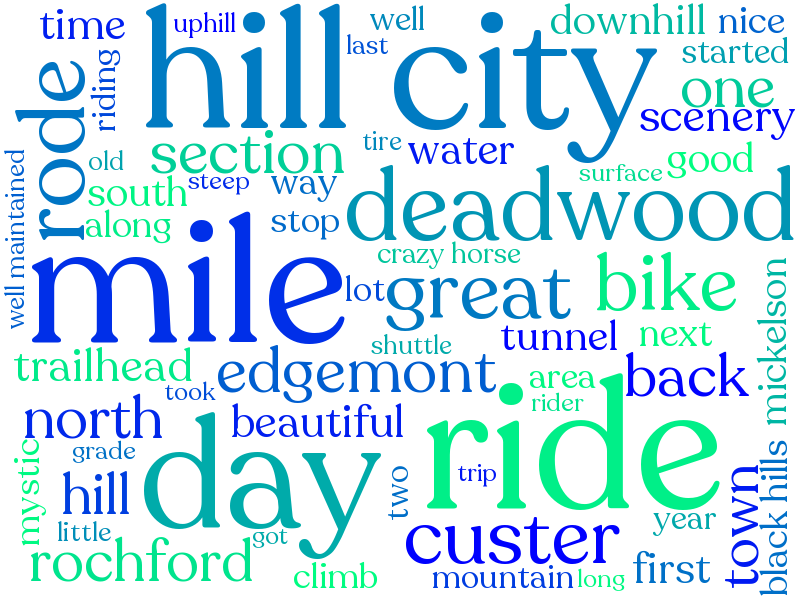 time
uphill
hill city
well
last
downhill
nice
started
one
scenery
rode
riding
old
section
tire
water
surface
good
well maintained
south
steep
way
along
stop
deadwood
mile
crazy horse
lot
great
bike
tunnel
next
shuttle
mickelson
trailhead
edgemont
took
area
rider
back
north
beautiful
ride
day
grade
mystic
hill
trip
two
town
black hills
little
got
custer
year
rochford
climb
mountain
long
first